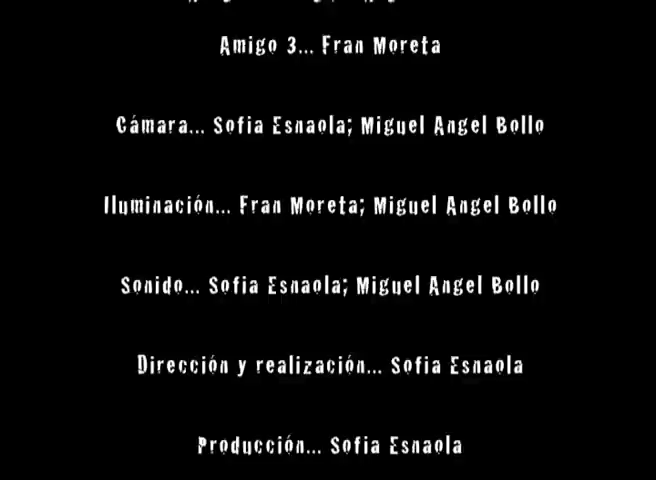 Amigo 3... Fran Moreta
Cámara... Sofia Esnaola; Miguel Angel Bollo
Iluminación... Fran Moreta; Miguel Angel Bollo
Sonido... Sofia Esnaola; Miguel Angel Bollo
Dirección y realización... Sofia Esnaola
Producción... Sofia Esnaola